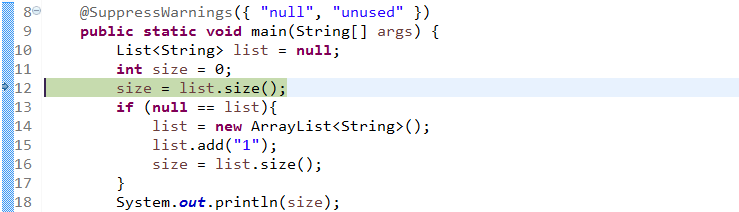 8 @SuppressWarnings({ "null", "unused" })
9 public static void main(String[] args) {
10 List<String> list = null;
11 int size = 0;
12 size = list.size();
13 if (null == list){
14 list = new ArrayList<String>();
15 list.add("1");
16 size = list.size();
17 }
18 System.out.println(size);